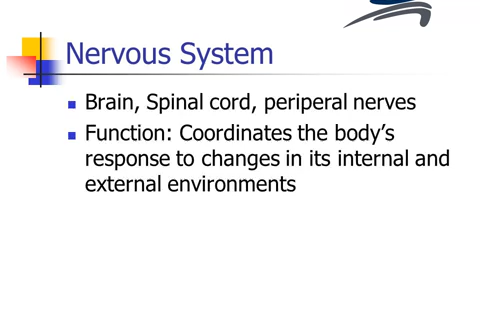 Nervous System
Brain, Spinal cord, periperal nerves
Function: Coordinates the body's
response to changes in its internal and
external environments